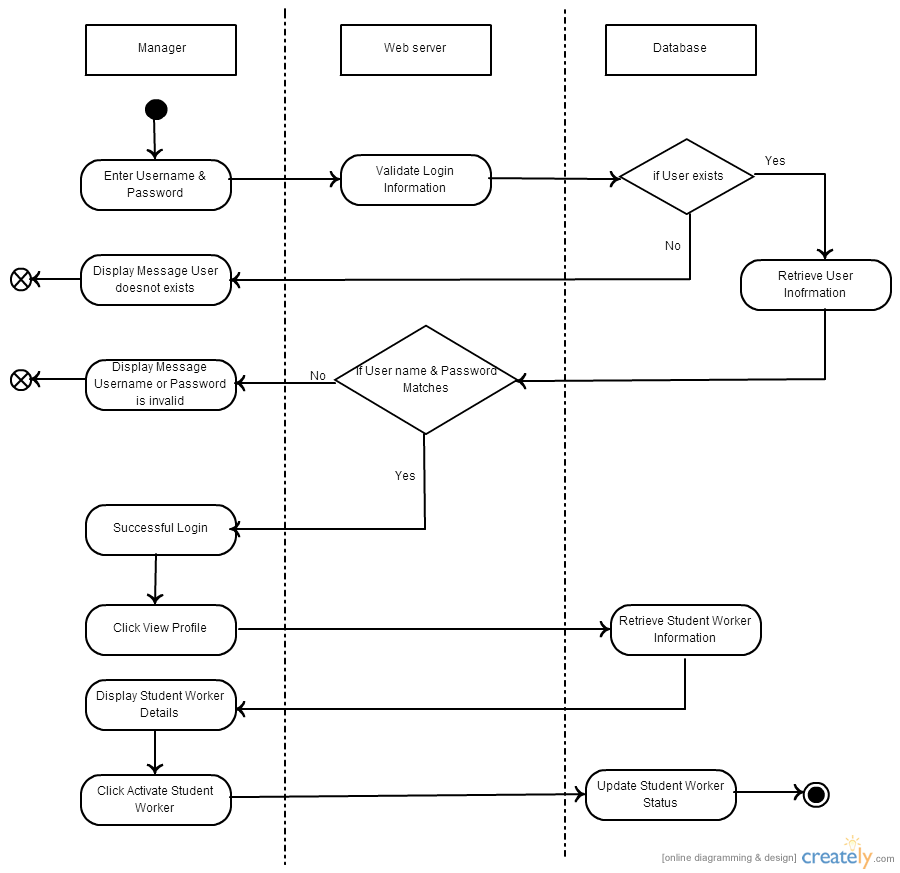 Manager
Web server
Database
Enter Username &
Password
Validate Login
Information
if User exists
Yes
No
Display Message User
doesnot exists
Retrieve User
Inofrmation
Display Message
Username or Password
is invalid
No
If User name & Password
Matches
Yes
Successful Login
Click View Profile
Retrieve Student Worker
Information
Display Student Worker
Details
Click Activate Student
Worker
Update Student Worker
Status
[online diagramming & design] creately.com